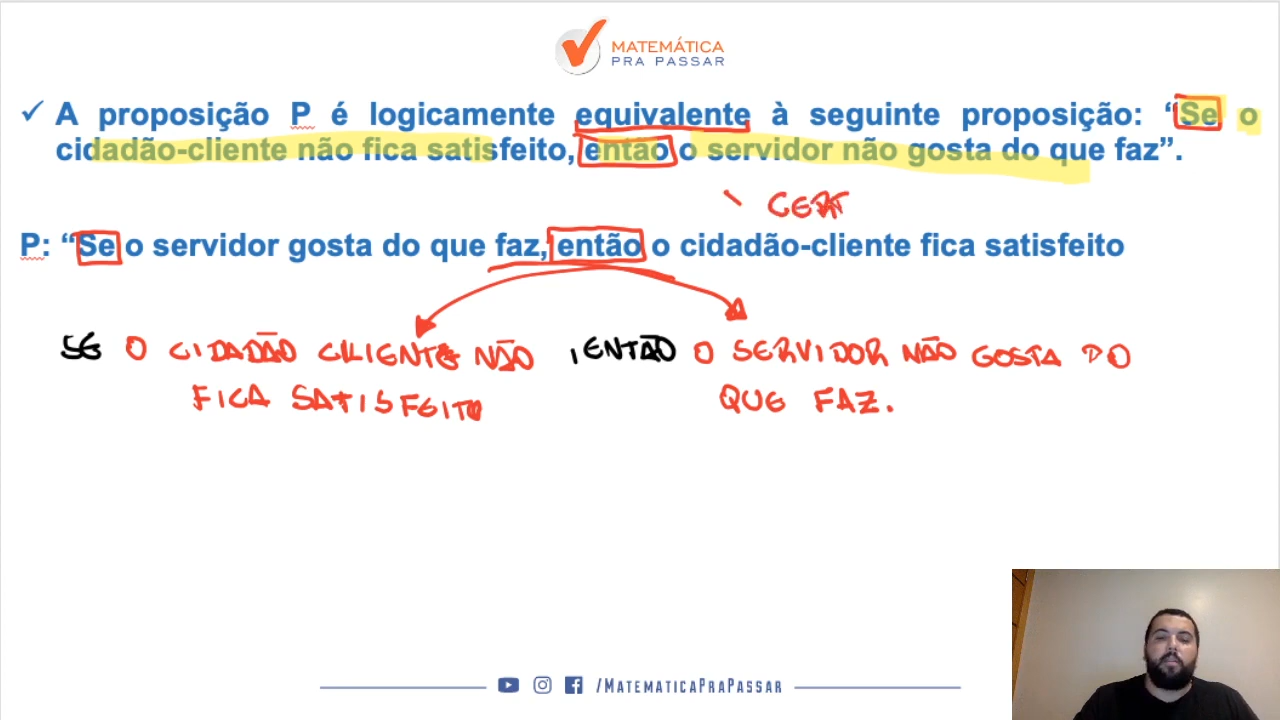 MATEMÁTICA
PRA PASSAR
✓ A proposição P é logicamente equivalente à seguinte proposição: “Se o
cidadão-cliente não fica satisfeito, então o servidor não gosta do que faz”.
CERT
P: “Se o servidor gosta do que faz, então o cidadão-cliente fica satisfeito
SE O CIDADÃO CLIENTE NÃO , ENTÃO O SERVIDOR NÃO GOSTA DO
FICA SATISFEITO QUE FAZ.
/MATEMATICAPRAPASSAR